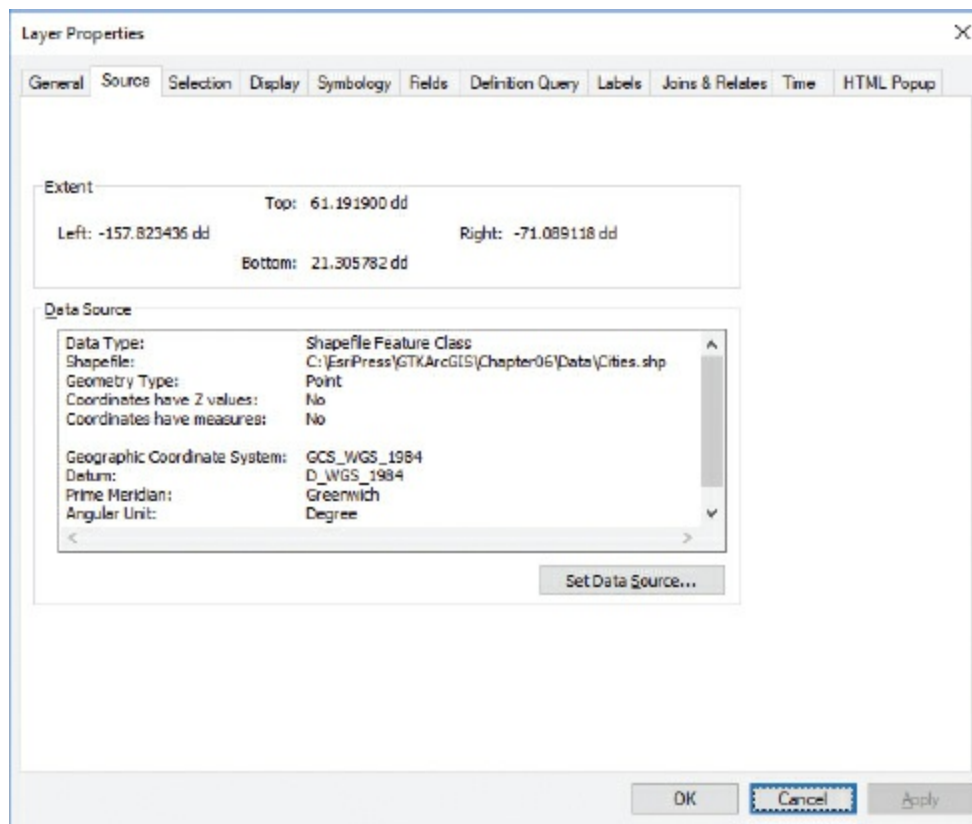 Layer Properties
General Source Selection Display Symbology Fields Definition Query Labels Joins & Relates Time HTML Popup
Extent
Top: 61.191900 dd
Left: -157.823436 dd Right: -71.089118 dd
Bottom: 21.305782 dd
Data Source
Data Type: Shapefile Feature Class
Shapefile: C:\EsriPress\GTKArcGIS\Chapter06\Data\Cities.shp
Geometry Type: Point
Coordinates have Z values: No
Coordinates have measures: No
Geographic Coordinate System: GCS_WGS_1984
Datum: D_WGS_1984
Prime Meridian: Greenwich
Angular Unit: Degree
Set Data Source...
OK Cancel Apply